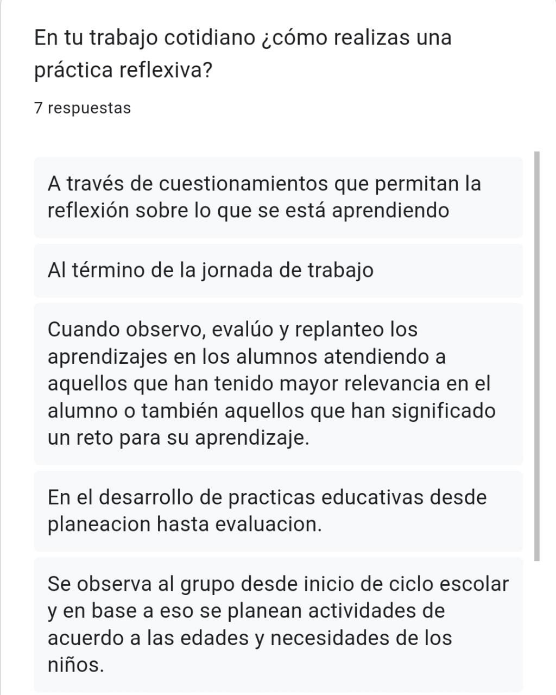 En tu trabajo cotidiano ¿cómo realizas una
práctica reflexiva?
7 respuestas
A través de cuestionamientos que permitan la
reflexión sobre lo que se está aprendiendo
Al término de la jornada de trabajo
Cuando observo, evalúo y replanteo los
aprendizajes en los alumnos atendiendo a
aquellos que han tenido mayor relevancia en el
alumno o también aquellos que han significado
un reto para su aprendizaje.
En el desarrollo de practicas educativas desde
planeacion hasta evaluacion.
Se observa al grupo desde inicio de ciclo escolar
y en base a eso se planean actividades de
acuerdo a las edades y necesidades de los
niños.